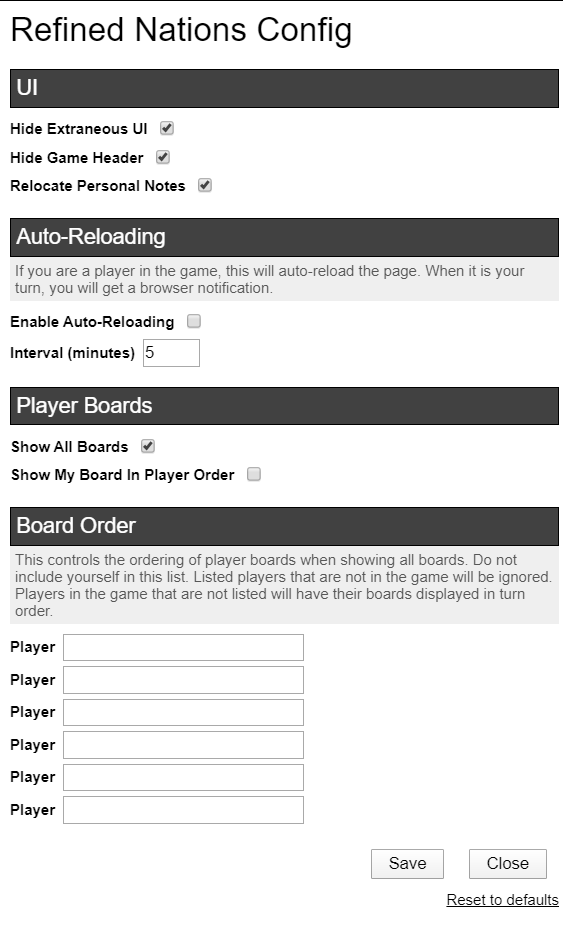 Refined Nations Config
UI
Hide Extraneous UI
Hide Game Header
Relocate Personal Notes
Auto-Reloading
If you are a player in the game, this will auto-reload the page. When it is your
turn, you will get a browser notification.
Enable Auto-Reloading
Interval (minutes) 5
Player Boards
Show All Boards
Show My Board In Player Order
Board Order
This controls the ordering of player boards when showing all boards. Do not
include yourself in this list. Listed players that are not in the game will be ignored.
Players in the game that are not listed will have their boards displayed in turn
order.
Player
Player
Player
Player
Player
Player
Save Close
Reset to defaults